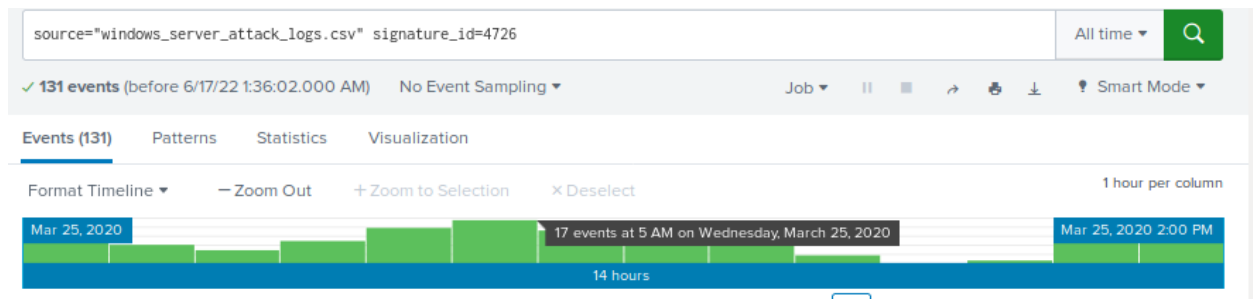 source="windows_server_attack_logs.csv" signature_id=4726
All time
131 events (before 6/17/22 1:36:02.000 AM)
No Event Sampling
Job
Smart Mode
Events (131)
Patterns
Statistics
Visualization
Format Timeline
– Zoom Out
+ Zoom to Selection
× Deselect
1 hour per column
Mar 25, 2020
17 events at 5 AM on Wednesday, March 25, 2020
Mar 25, 2020 2:00 PM
14 hours